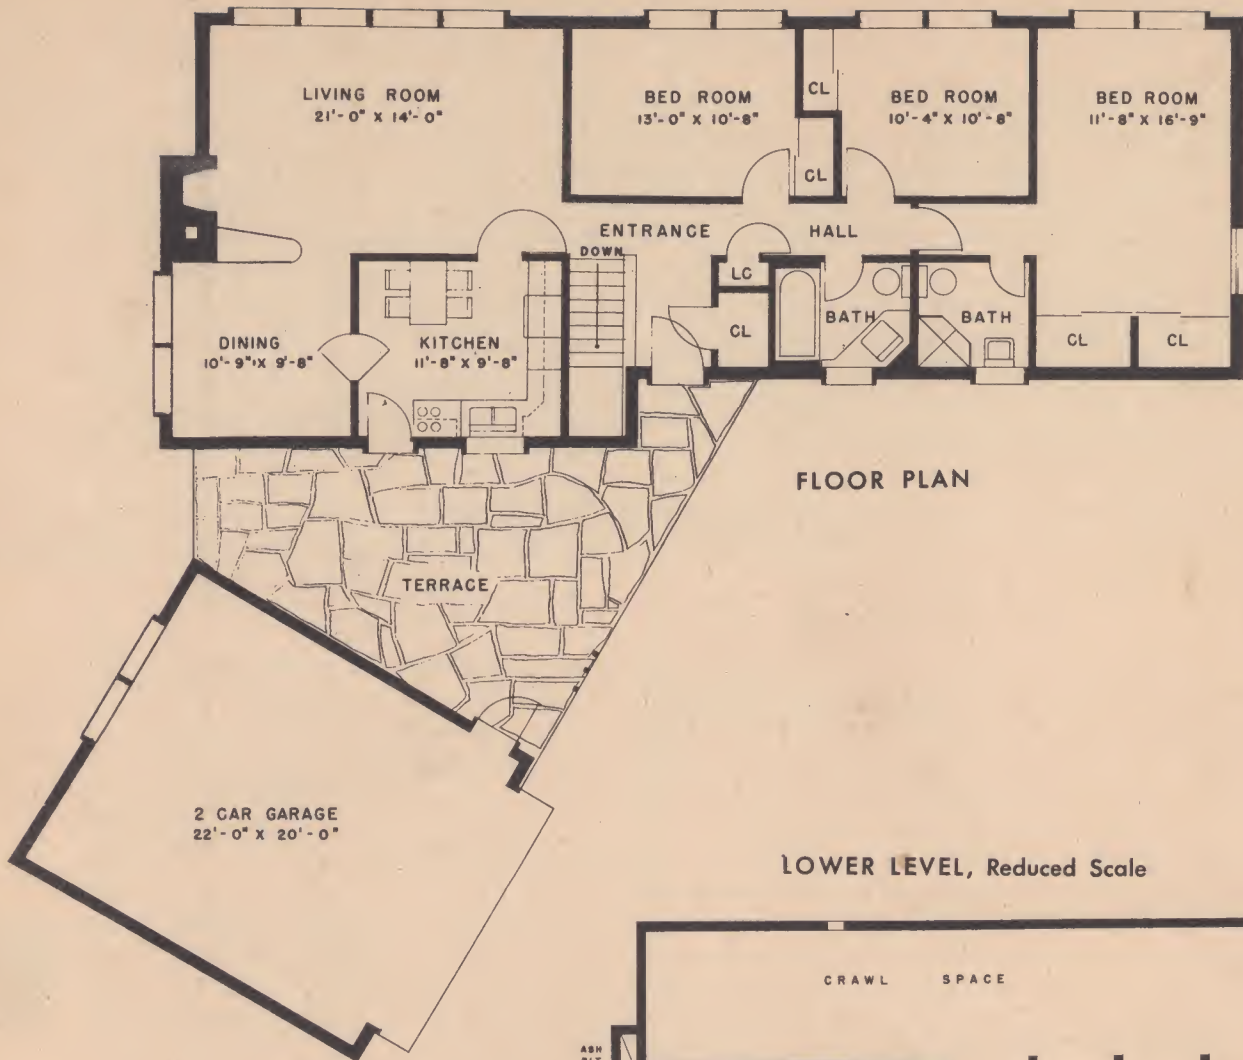 LIVING ROOM
21'-0" X 14'-0"
BED ROOM
13'-0" X 10'-8"
CL
CL
BED ROOM
10'-4" X 10'-8"
BED ROOM
11'-8" X 16'-9"
ENTRANCE
HALL
DOWN
LC
CL
BATH
BATH
CL
CL
DINING
10'-9" X 9'-8"
KITCHEN
11'-8" X 9'-8"
FLOOR PLAN
TERRACE
2 CAR GARAGE
22'-0" X 20'-0"
LOWER LEVEL, Reduced Scale
CRAWL SPACE
ASH
PIT